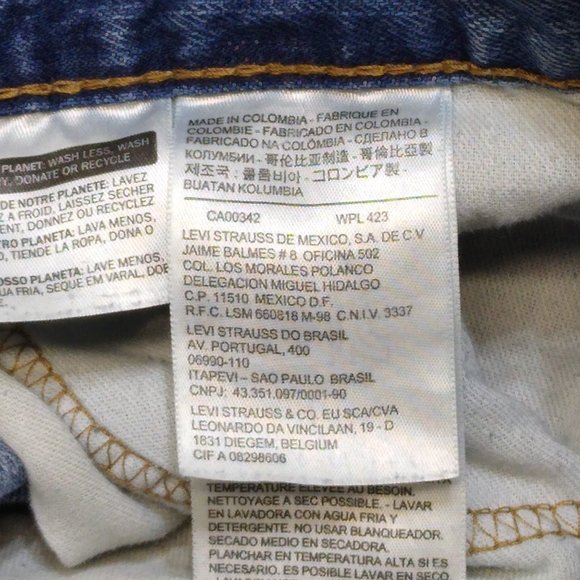 PLANET: WASH LESS, WASH
Y, DONATE OR RECYCLE
DE NOTRE PLANETE: LAVEZ
Z A FROID, LAISSEZ SECHER
ENT, DONNEZ OU RECYCLEZ
TRO PLANETA: LAVA MENOS,
TIENDE LA ROPA, DONA O
OSSO PLANETA: LAVE MENOS,
UA FRIA, SEQUE EM VARAL, DOE
MADE IN COLOMBIA - FABRIQUE EN
COLOMBIE - FABRICADO EN COLOMBIA -
FABRICADO NA COLÔMBIA - СДЕЛАНО В
КОЛУМБИИ - 哥伦比亚制造 - 哥倫比亞製
제조국 : 콜롬비아 - コロンビア製 -
BUATAN KOLUMBIA
CA00342 WPL 423
LEVI STRAUSS DE MEXICO, S.A. DE C.V
JAIME BALMES # 8 OFICINA 502
COL. LOS MORALES POLANCO
DELEGACION MIGUEL HIDALGO
C.P. 11510 MEXICO D.F.
R.F.C. LSM 660818 M-98 C.N.I.V. 3337
LEVI STRAUSS DO BRASIL
AV. PORTUGAL, 400
06990-110
ITAPEVI - SAO PAULO BRASIL
CNPJ: 43.351.097/0001-90
LEVI STRAUSS & CO. EU SCA/CVA
LEONARDO DA VINCILAAN, 19 - D
1831 DIEGEM, BELGIUM
CIF A 08298606
TEMPERATURE ELEVEE AU BESOIN.
NETTOYAGE A SEC POSSIBLE. - LAVAR
EN LAVADORA CON AGUA FRIA Y
DETERGENTE. NO USAR BLANQUEADOR.
SECADO MEDIO EN SECADORA.
PLANCHAR EN TEMPERATURA ALTA SI ES
NECESARIO. ES POSIBLE LAVAR EN SECO